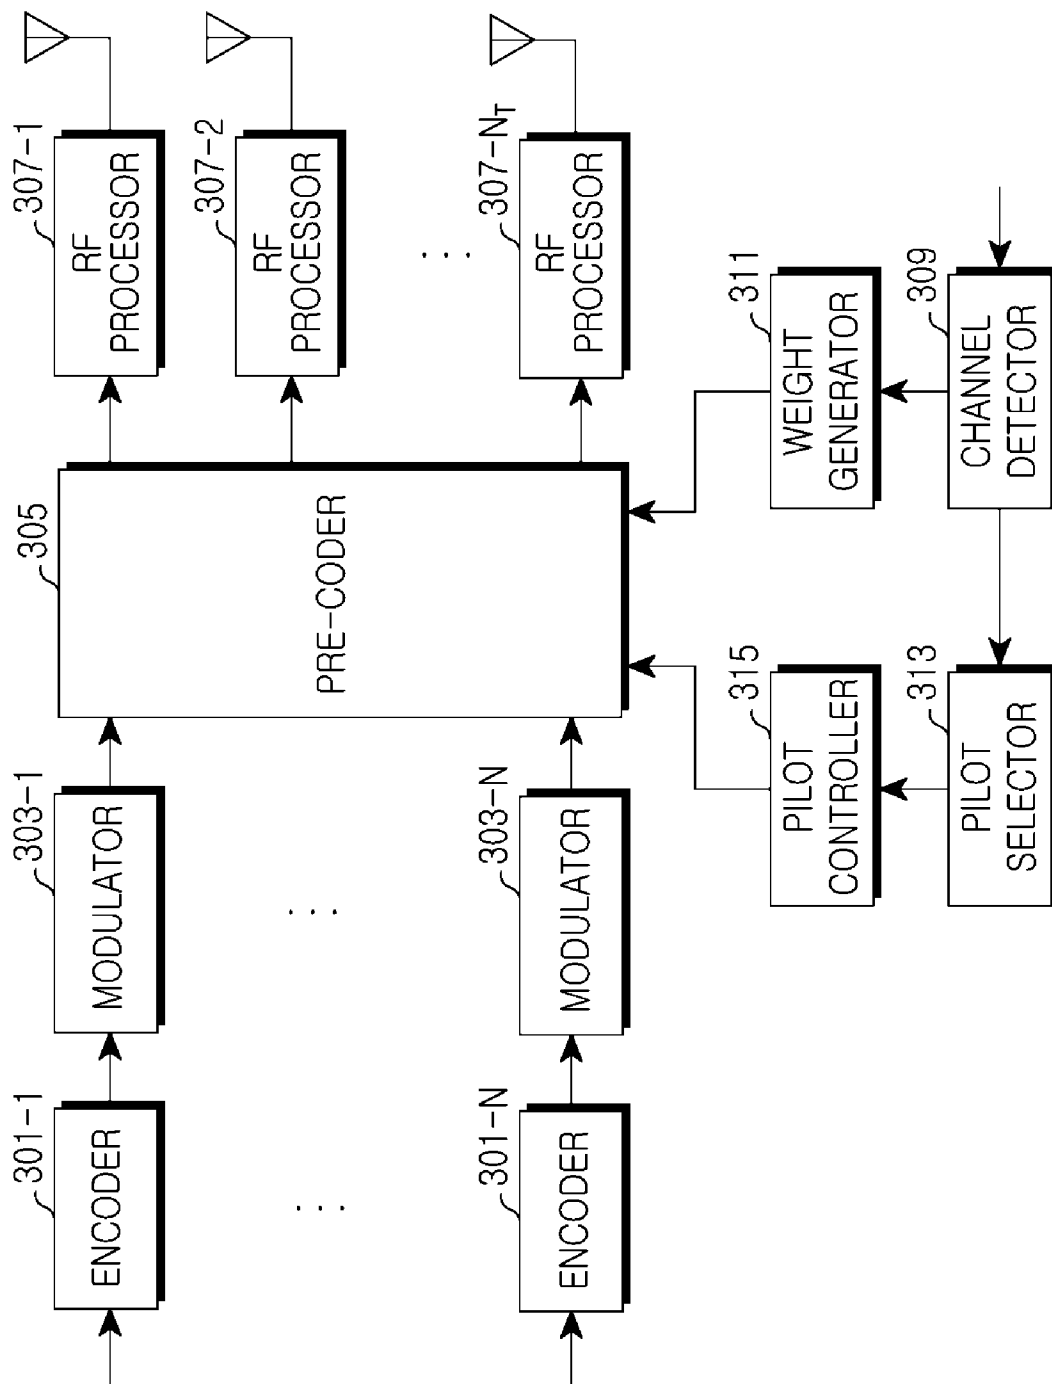 301-1
ENCODER
303-1
MODULATOR
305
PRE-CODER
307-1
RF
PROCESSOR
307-2
RF
PROCESSOR
. . .
. . .
. . .
301-N
ENCODER
303-N
MODULATOR
307-NT
RF
PROCESSOR
315
PILOT
CONTROLLER
311
WEIGHT
GENERATOR
313
PILOT
SELECTOR
309
CHANNEL
DETECTOR